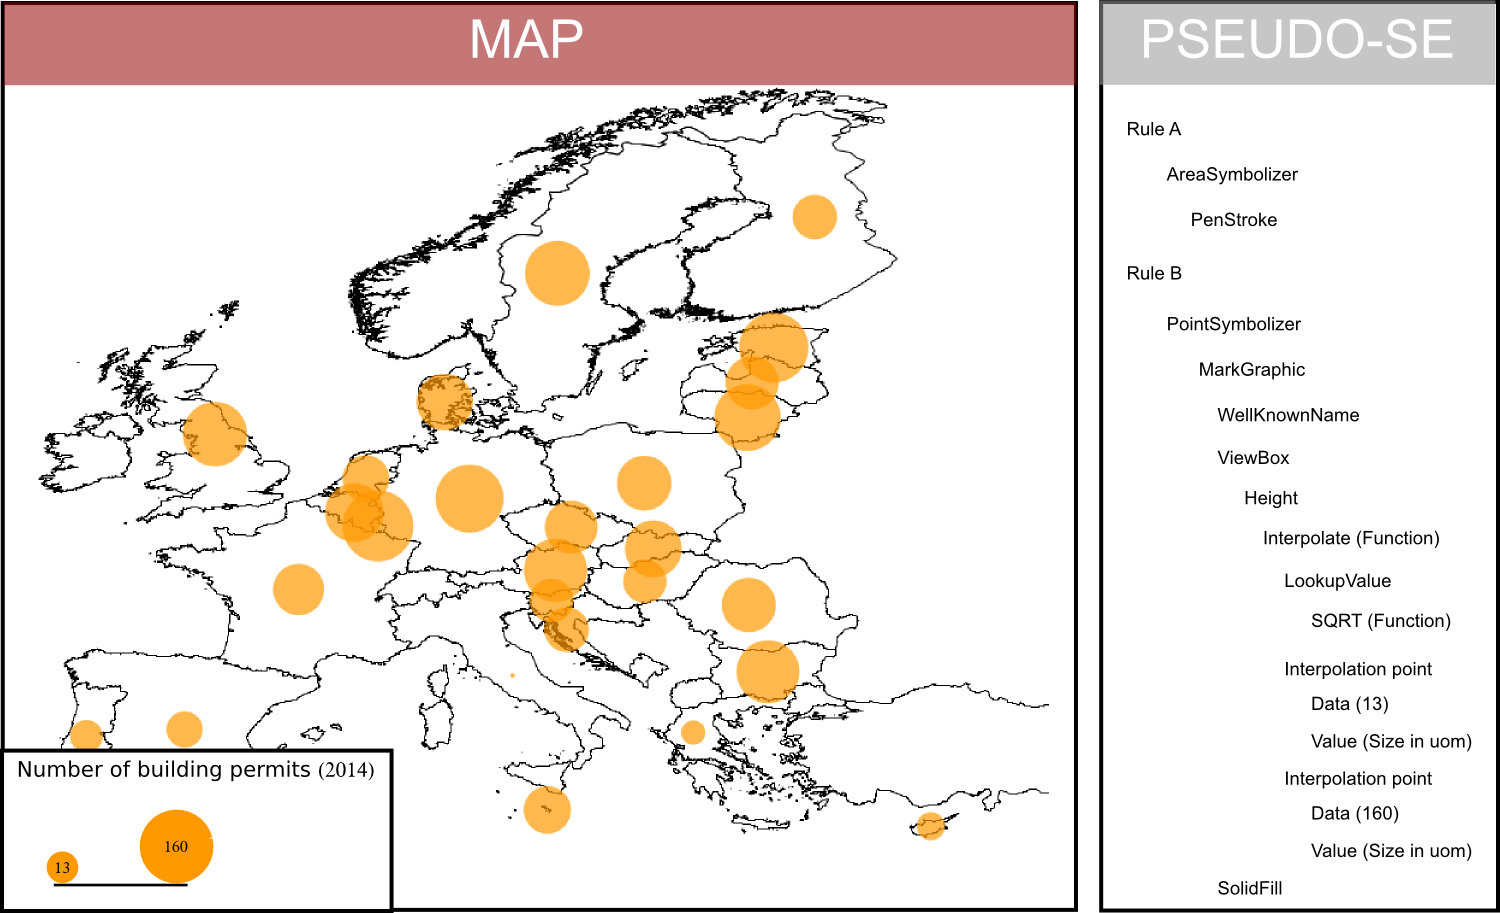 MAP
Number of building permits (2014)
13
160
PSEUDO-SE
Rule A
AreaSymbolizer
PenStroke
Rule B
PointSymbolizer
MarkGraphic
WellKnownName
ViewBox
Height
Interpolate (Function)
LookupValue
SQRT (Function)
Interpolation point
Data (13)
Value (Size in uom)
Interpolation point
Data (160)
Value (Size in uom)
SolidFill